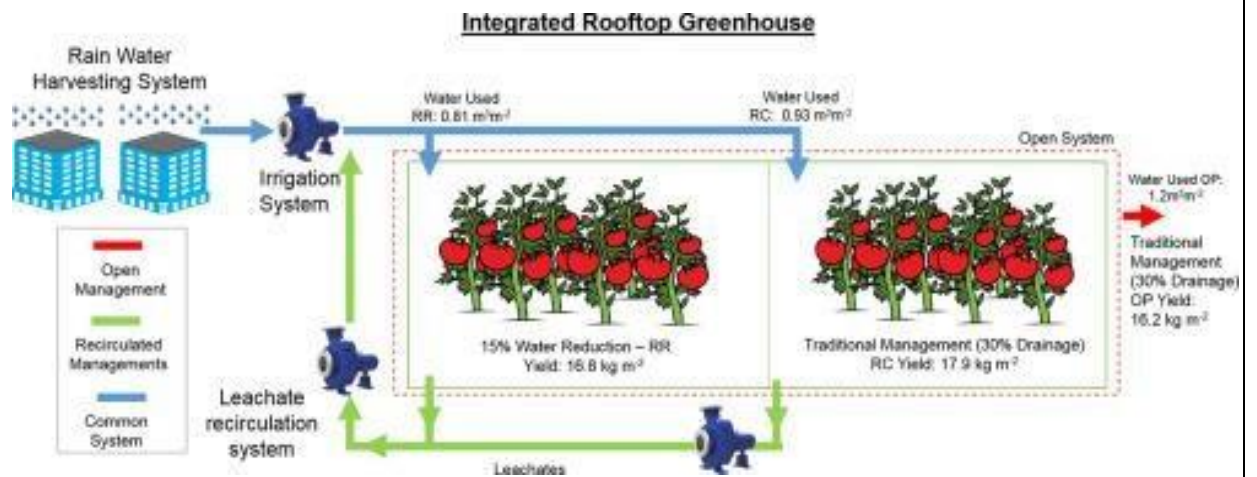 Integrated Rooftop Greenhouse
Rain Water
Harvesting System
Water Used
RR: 0.81 m³m⁻²
Water Used
RC: 0.93 m³m⁻²
Open System
Irrigation
System
Water Used OP:
1.2m³m⁻²
Traditional
Management
(30% Drainage)
OP Yield:
16.2 kg m⁻²
Open
Management
Recirculated
Managements
Common
System
15% Water Reduction – RR
Yield: 16.8 kg m⁻²
Traditional Management (30% Drainage)
RC Yield: 17.9 kg m⁻²
Leachate
recirculation
system
Leachates